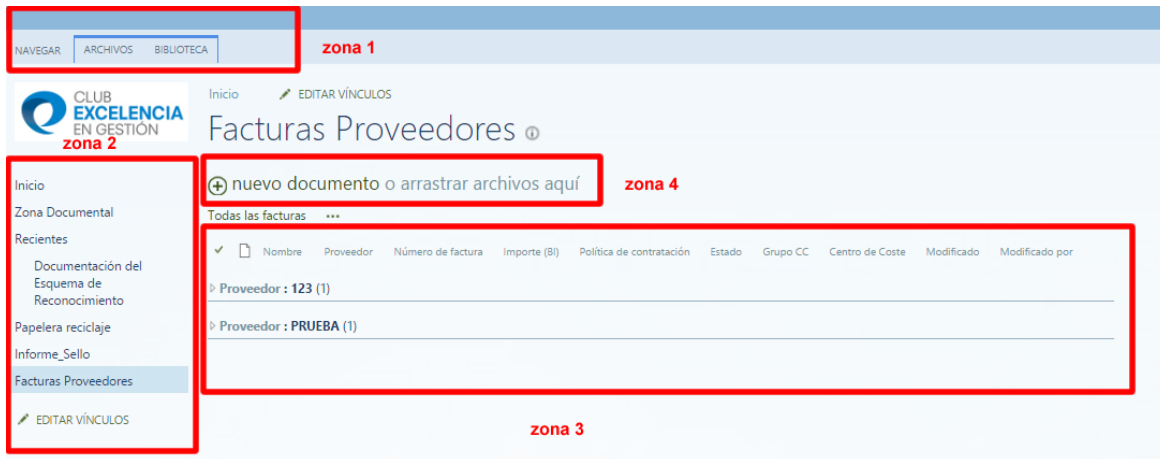 NAVEGAR ARCHIVOS BIBLIOTECA zona 1
CLUB
EXCELENCIA
EN GESTIÓN
zona 2
Inicio EDITAR VÍNCULOS
Facturas Proveedores
nuevo documento o arrastrar archivos aquí zona 4
Todas las facturas ...
Nombre Proveedor Número de factura Importe (BI) Política de contratación Estado Grupo CC Centro de Coste Modificado Modificado por
Proveedor : 123 (1)
Proveedor : PRUEBA (1)
zona 3
Inicio
Zona Documental
Recientes
Documentación del
Esquema de
Reconocimiento
Papelera reciclaje
Informe_Sello
Facturas Proveedores
EDITAR VÍNCULOS